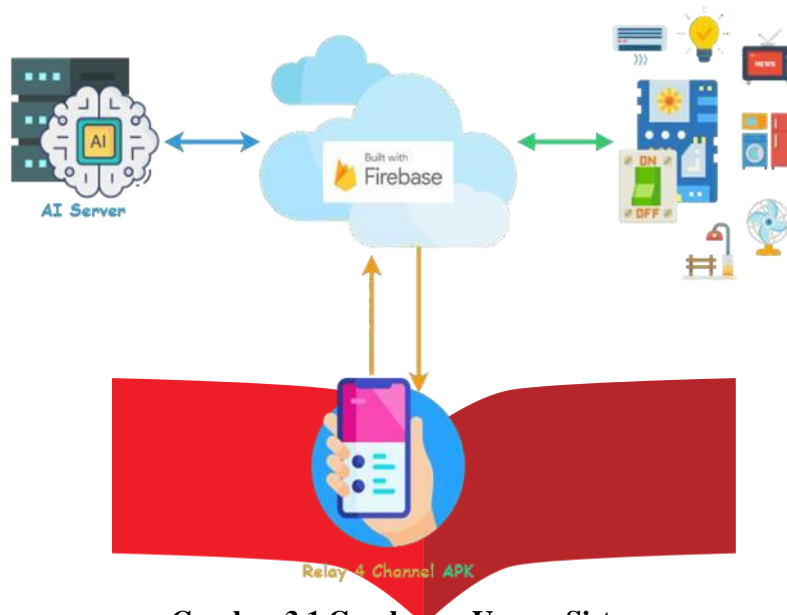 NEWS
AI
Built with
Firebase
ON
OFF
AI Server
Relay 4 Channel APK